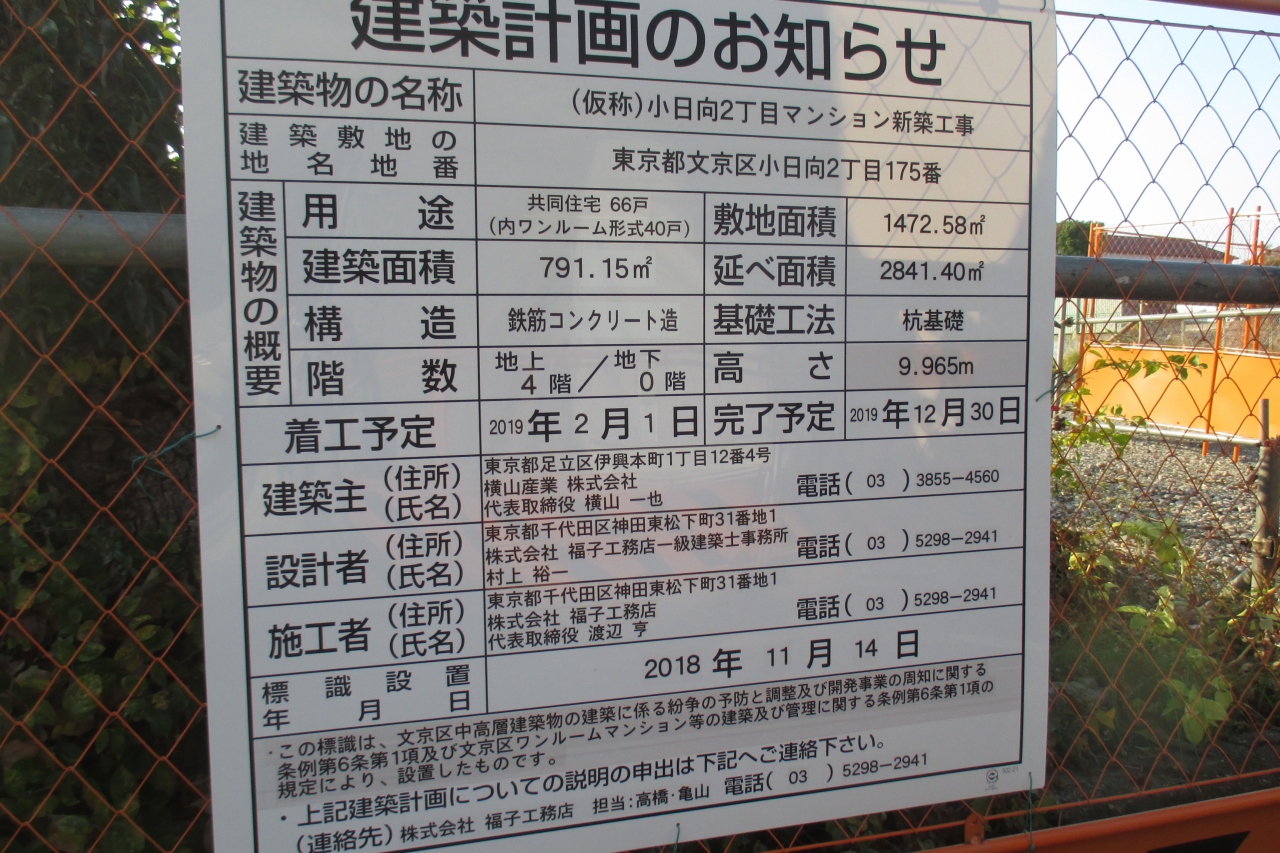 建築計画のお知らせ
建築物の名称 (仮称)小日向2丁目マンション新築工事
建築敷地の地名地番 東京都文京区小日向2丁目175番
建築物の概要
用途 共同住宅 66戸 (内ワンルーム形式40戸) 敷地面積 1472.58㎡
建築面積 791.15㎡ 延べ面積 2841.40㎡
構造 鉄筋コンクリート造 基礎工法 杭基礎
階数 地上4階/地下0階 高さ 9.965m
着工予定 2019年2月1日 完了予定 2019年12月30日
建築主 (住所)(氏名)
東京都足立区伊興本町1丁目12番4号
横山産業 株式会社
代表取締役 横山 一也
電話( 03 )3855-4560
設計者 (住所)(氏名)
東京都千代田区神田東松下町31番地1
株式会社 福子工務店一級建築士事務所
村上 裕一
電話( 03 )5298-2941
施工者 (住所)(氏名)
東京都千代田区神田東松下町31番地1
株式会社 福子工務店
代表取締役 渡辺 亨
電話( 03 )5298-2941
標識設置年月日 2018年11月14日
・この標識は、文京区中高層建築物の建築に係る紛争の予防と調整及び開発事業の周知に関する
条例第6条第1項及び文京区ワンルームマンション等の建築及び管理に関する条例第6条第1項の
規定により、設置したものです。
・上記建築計画についての説明の申出は下記へご連絡下さい。
(連絡先)株式会社 福子工務店 担当:高橋・亀山 電話( 03 )5298-2941